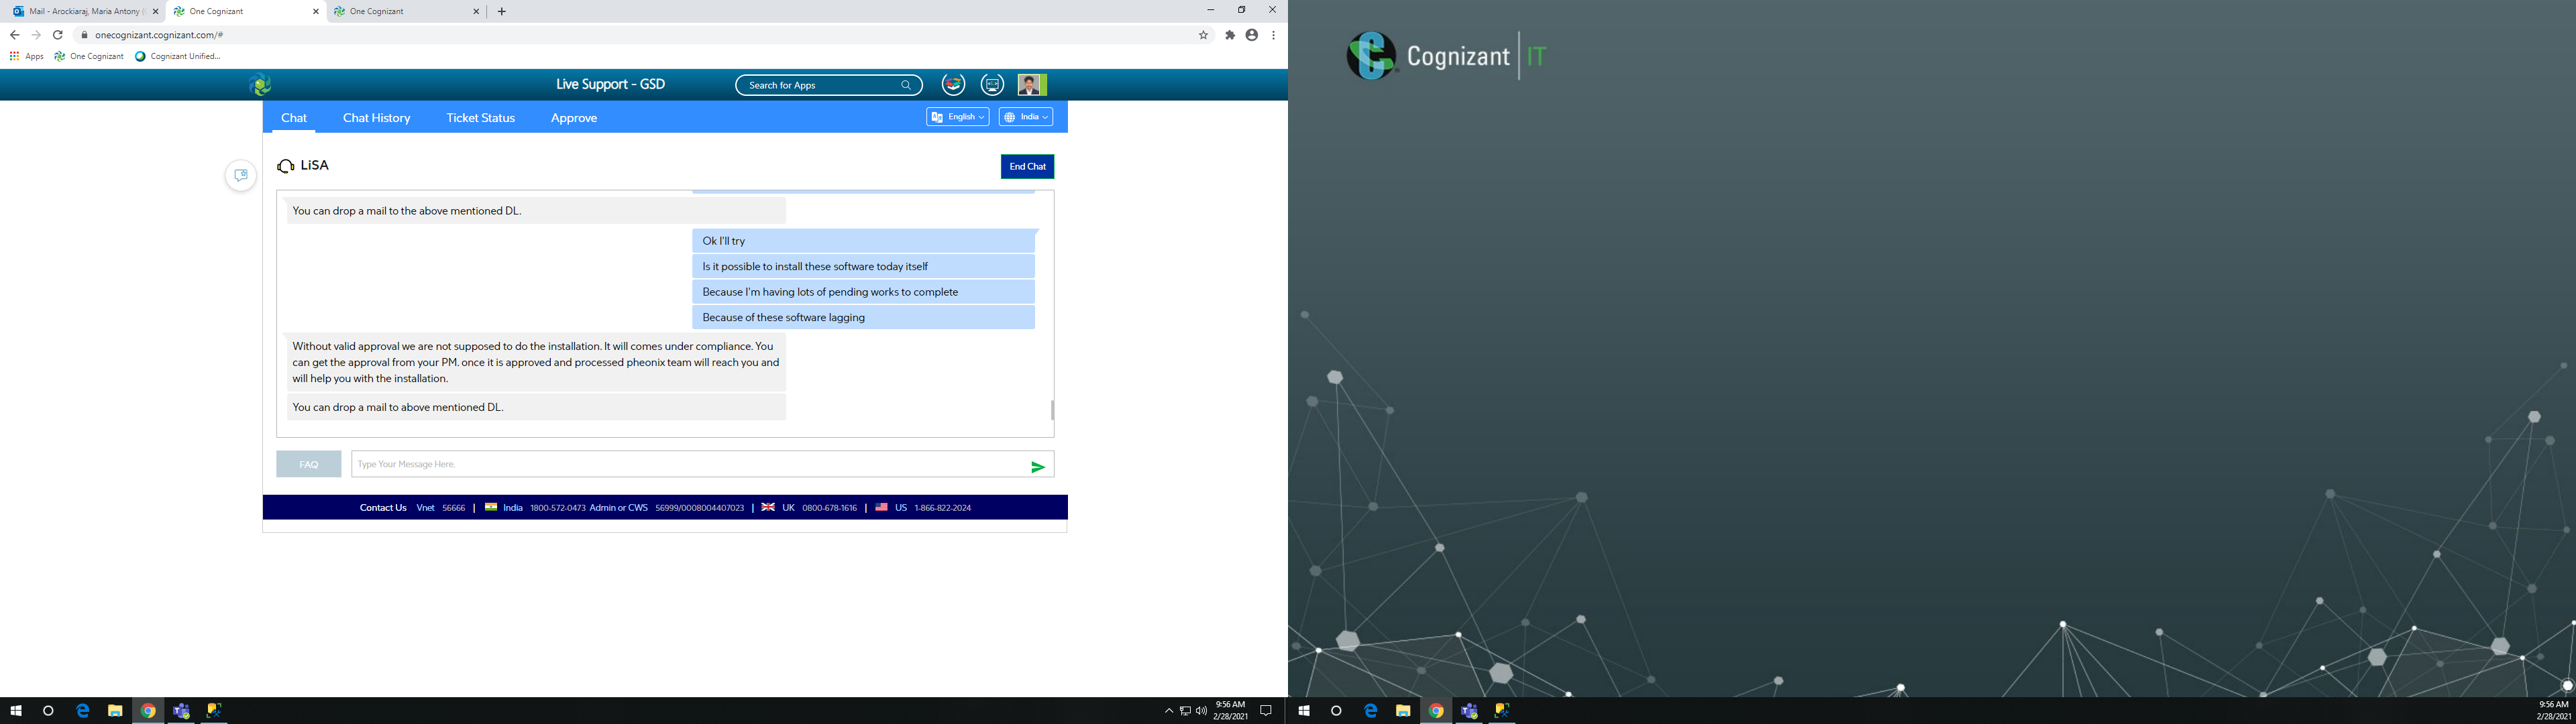 Mail - Arockiaraj, Maria Antony
One Cognizant
One Cognizant
onecognizant.cognizant.com/#
Apps
One Cognizant
Cognizant Unified...
Live Support - GSD
Search for Apps
Chat
Chat History
Ticket Status
Approve
English
India
LiSA
End Chat
You can drop a mail to the above mentioned DL.
Ok I'll try
Is it possible to install these software today itself
Because I'm having lots of pending works to complete
Because of these software lagging
Without valid approval we are not supposed to do the installation. It will comes under compliance. You
can get the approval from your PM. once it is approved and processed pheonix team will reach you and
will help you with the installation.
You can drop a mail to above mentioned DL.
FAQ
Type Your Message Here.
Contact Us Vnet 56666 | India 1800-572-0473 Admin or CWS 56999/0008004407023 | UK 0800-678-1616 | US 1-866-822-2024
9:56 AM
2/28/2021
Cognizant | IT
9:56 AM
2/28/2021